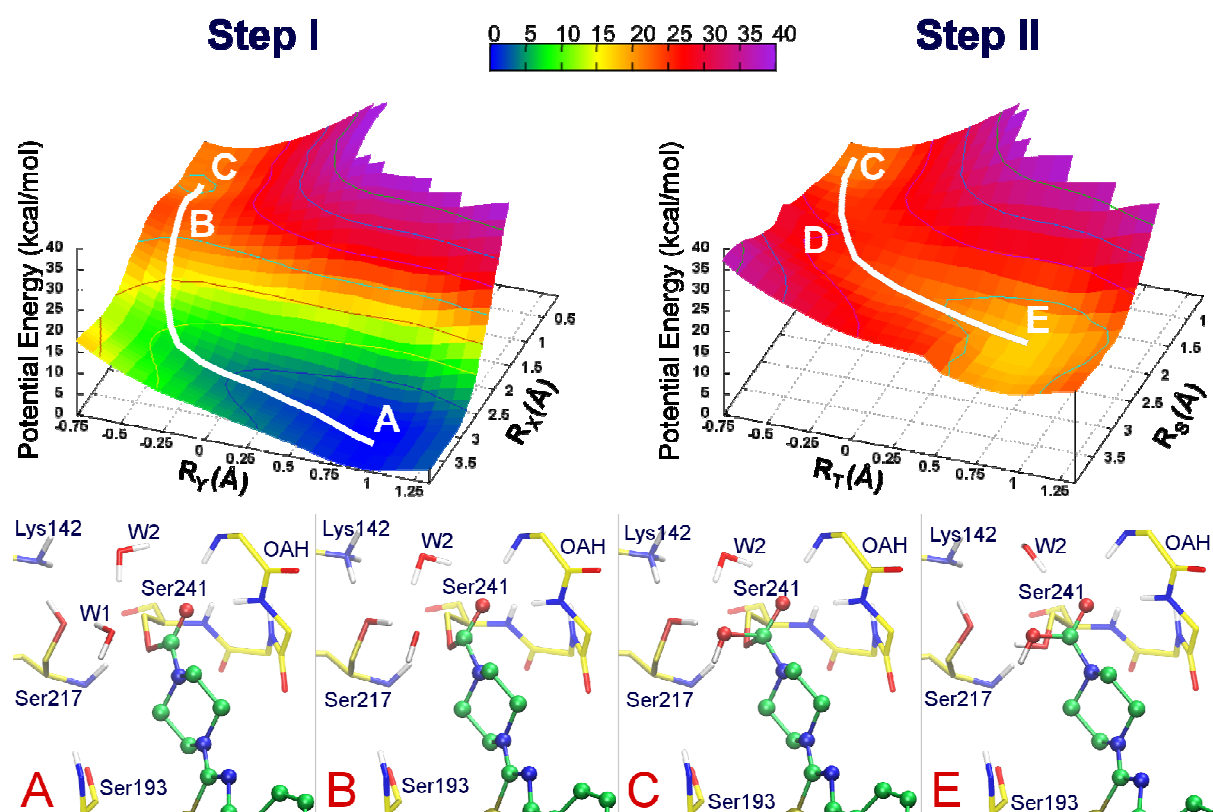 Step I
Step II
0 5 10 15 20 25 30 35 40
Potential Energy (kcal/mol)
40
35
30
25
20
15
10
5
0
-0.75 -0.5 -0.25 0 0.25 0.5 0.75 1 1.25
R_Y(Å)
0.5 1 1.5 2 2.5 3 3.5
R_X(Å)
C
B
A
Potential Energy (kcal/mol)
40
35
30
25
20
15
10
5
0
-0.75 -0.5 -0.25 0 0.25 0.5 0.75 1
R_T(Å)
1 1.5 2 2.5 3 3.5
R_S(Å)
C
D
E
Lys142 W2 OAH
Ser241
W1
Ser217
A Ser193
Lys142 W2 OAH
Ser241
Ser217
B Ser193
Lys142 W2 OAH
Ser241
Ser217
C Ser193
Lys142 W2 OAH
Ser241
Ser217
E Ser193